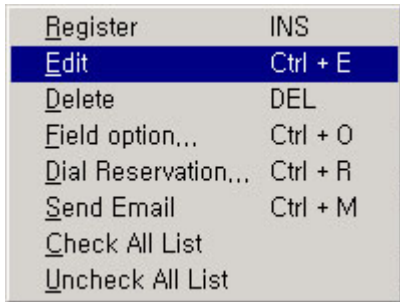 Register INS
Edit Ctrl + E
Delete DEL
Field option... Ctrl + O
Dial Reservation... Ctrl + R
Send Email Ctrl + M
Check All List
Uncheck All List